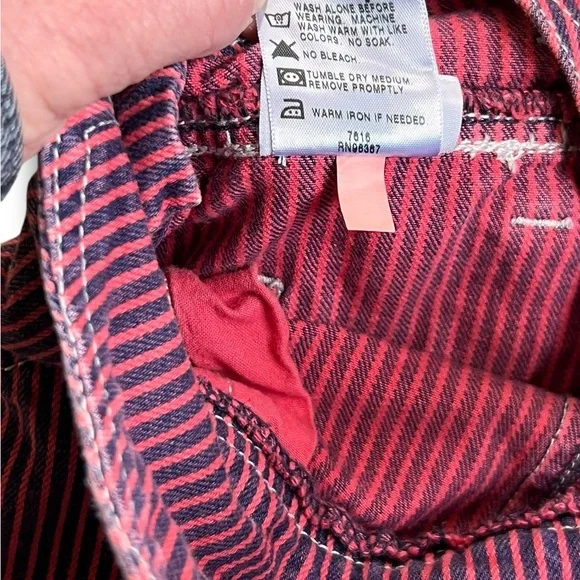 WASH ALONE BEFORE
WEARING. MACHINE
WASH WARM WITH LIKE
COLORS. NO SOAK.
NO BLEACH
TUMBLE DRY MEDIUM.
REMOVE PROMPTLY
WARM IRON IF NEEDED.
7616
RN96367